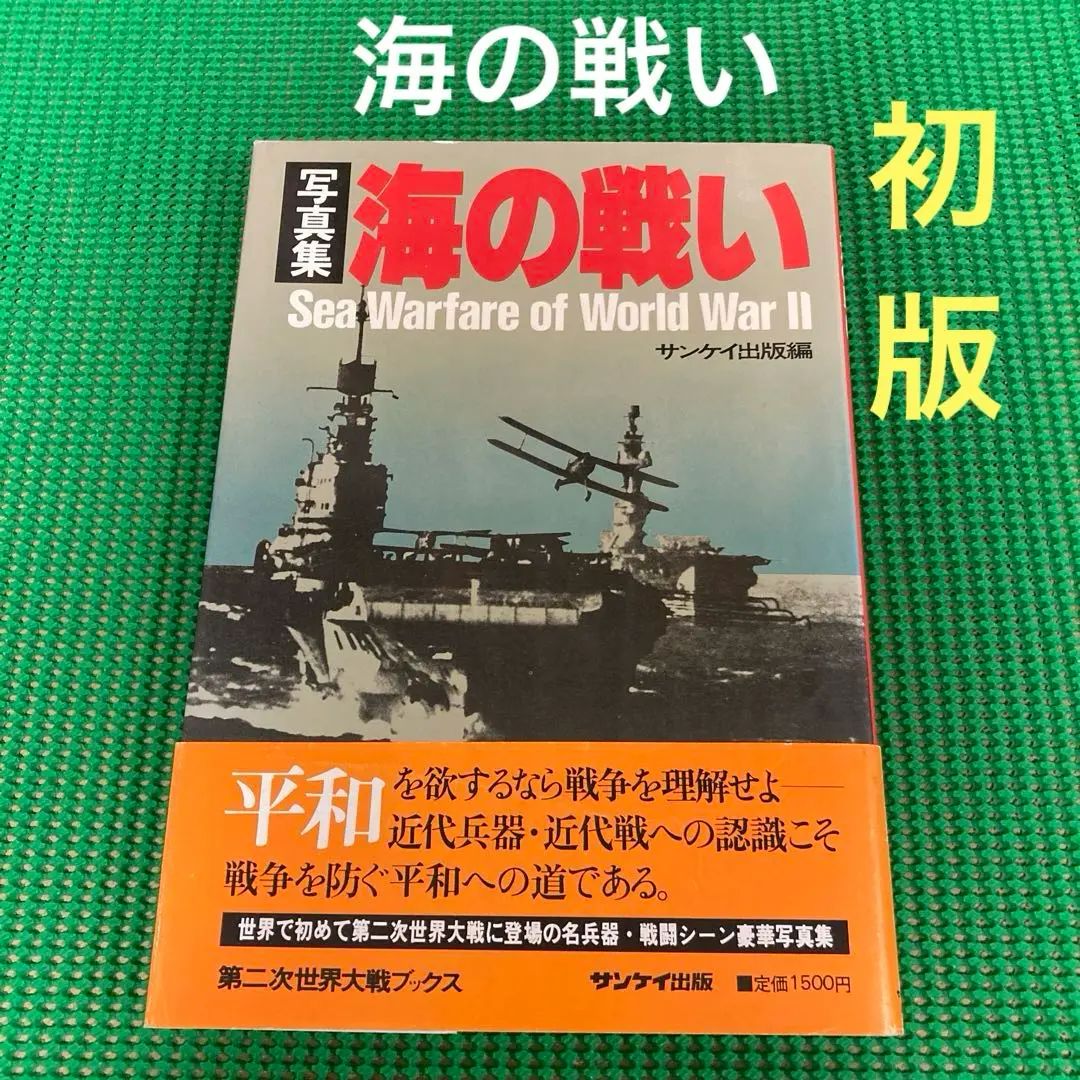 海の戦い
初版
写真集
海の戦い
Sea Warfare of World War II
サンケイ出版編
平和を欲するなら戦争を理解せよ――
近代兵器・近代戦への認識こそ
戦争を防ぐ平和への道である。
世界で初めて第二次世界大戦に登場の名兵器・戦闘シーン豪華写真集
第二次世界大戦ブックス
サンケイ出版 ■定価1500円